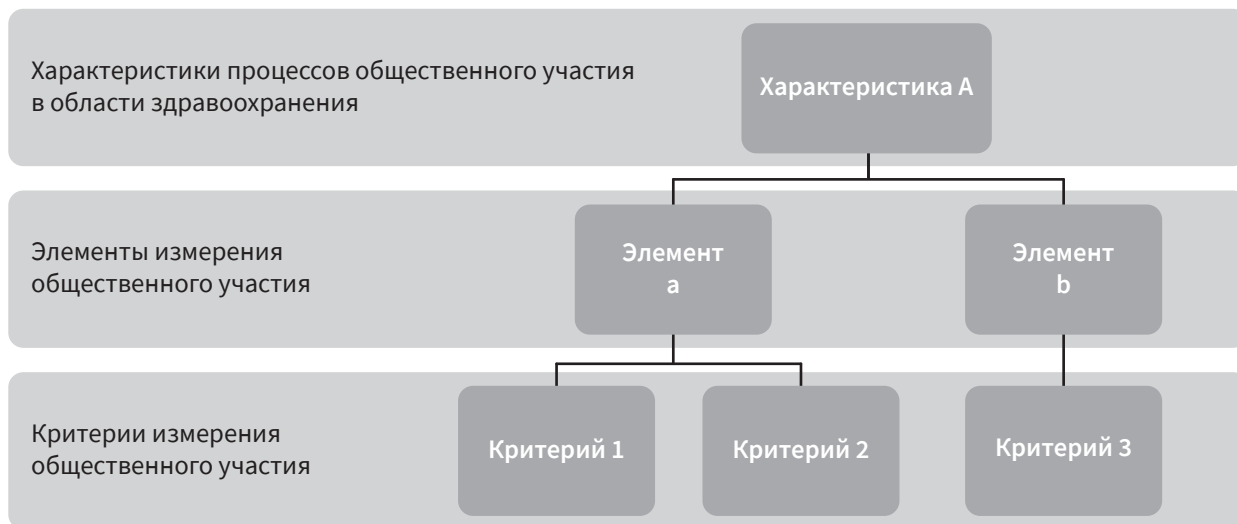 Характеристики процессов общественного участия
в области здравоохранения
Характеристика A
Элементы измерения
общественного участия
Элемент
a
Элемент
b
Критерии измерения
общественного участия
Критерий 1
Критерий 2
Критерий 3